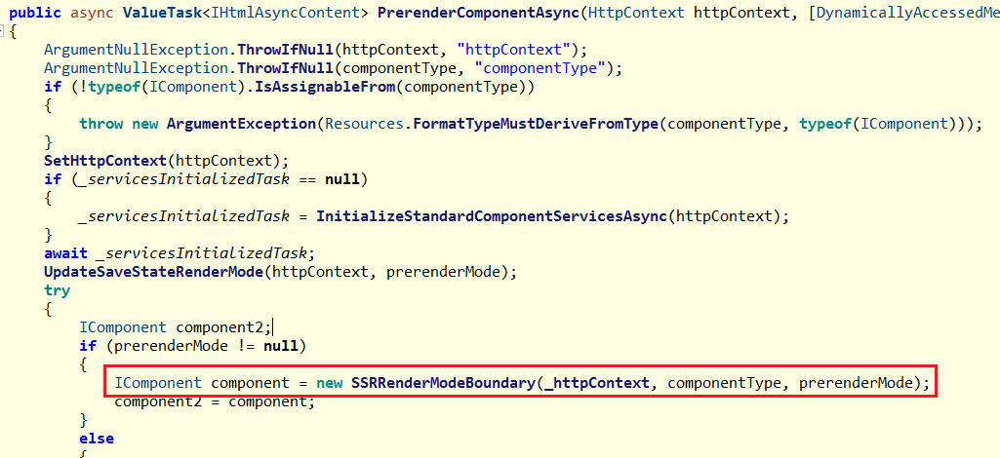 public async ValueTask<IHtmlAsyncContent> PrerenderComponentAsync(HttpContext httpContext, [DynamicallyAccessedMe
{
ArgumentNullException.ThrowIfNull(httpContext, "httpContext");
ArgumentNullException.ThrowIfNull(componentType, "componentType");
if (!typeof(IComponent).IsAssignableFrom(componentType))
{
throw new ArgumentException(Resources.FormatTypeMustDeriveFromType(componentType, typeof(IComponent)));
}
SetHttpContext(httpContext);
if (_servicesInitializedTask == null)
{
_servicesInitializedTask = InitializeStandardComponentServicesAsync(httpContext);
}
await _servicesInitializedTask;
UpdateSaveStateRenderMode(httpContext, prerenderMode);
try
{
IComponent component2;
if (prerenderMode != null)
{
IComponent component = new SSRRenderModeBoundary(_httpContext, componentType, prerenderMode);
component2 = component;
}
else
{